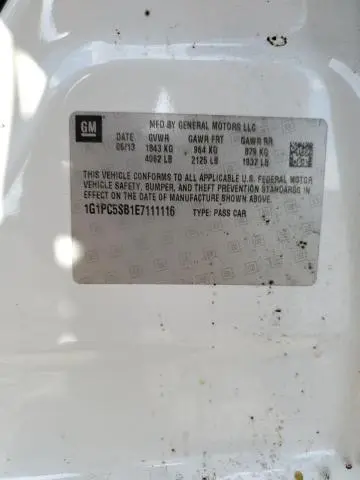 GM
MFD BY GENERAL MOTORS LLC
DATE GVWR GAWR FRT GAWR RR
06/13 1843 KG 964 KG 879 KG
4062 LB 2125 LB 1937 LB
THIS VEHICLE CONFORMS TO ALL APPLICABLE U.S. FEDERAL MOTOR
VEHICLE SAFETY, BUMPER, AND THEFT PREVENTION STANDARDS IN
EFFECT ON THE DATE OF MANUFACTURE SHOWN ABOVE.
1G1PC5SB1E7111116 TYPE: PASS CAR